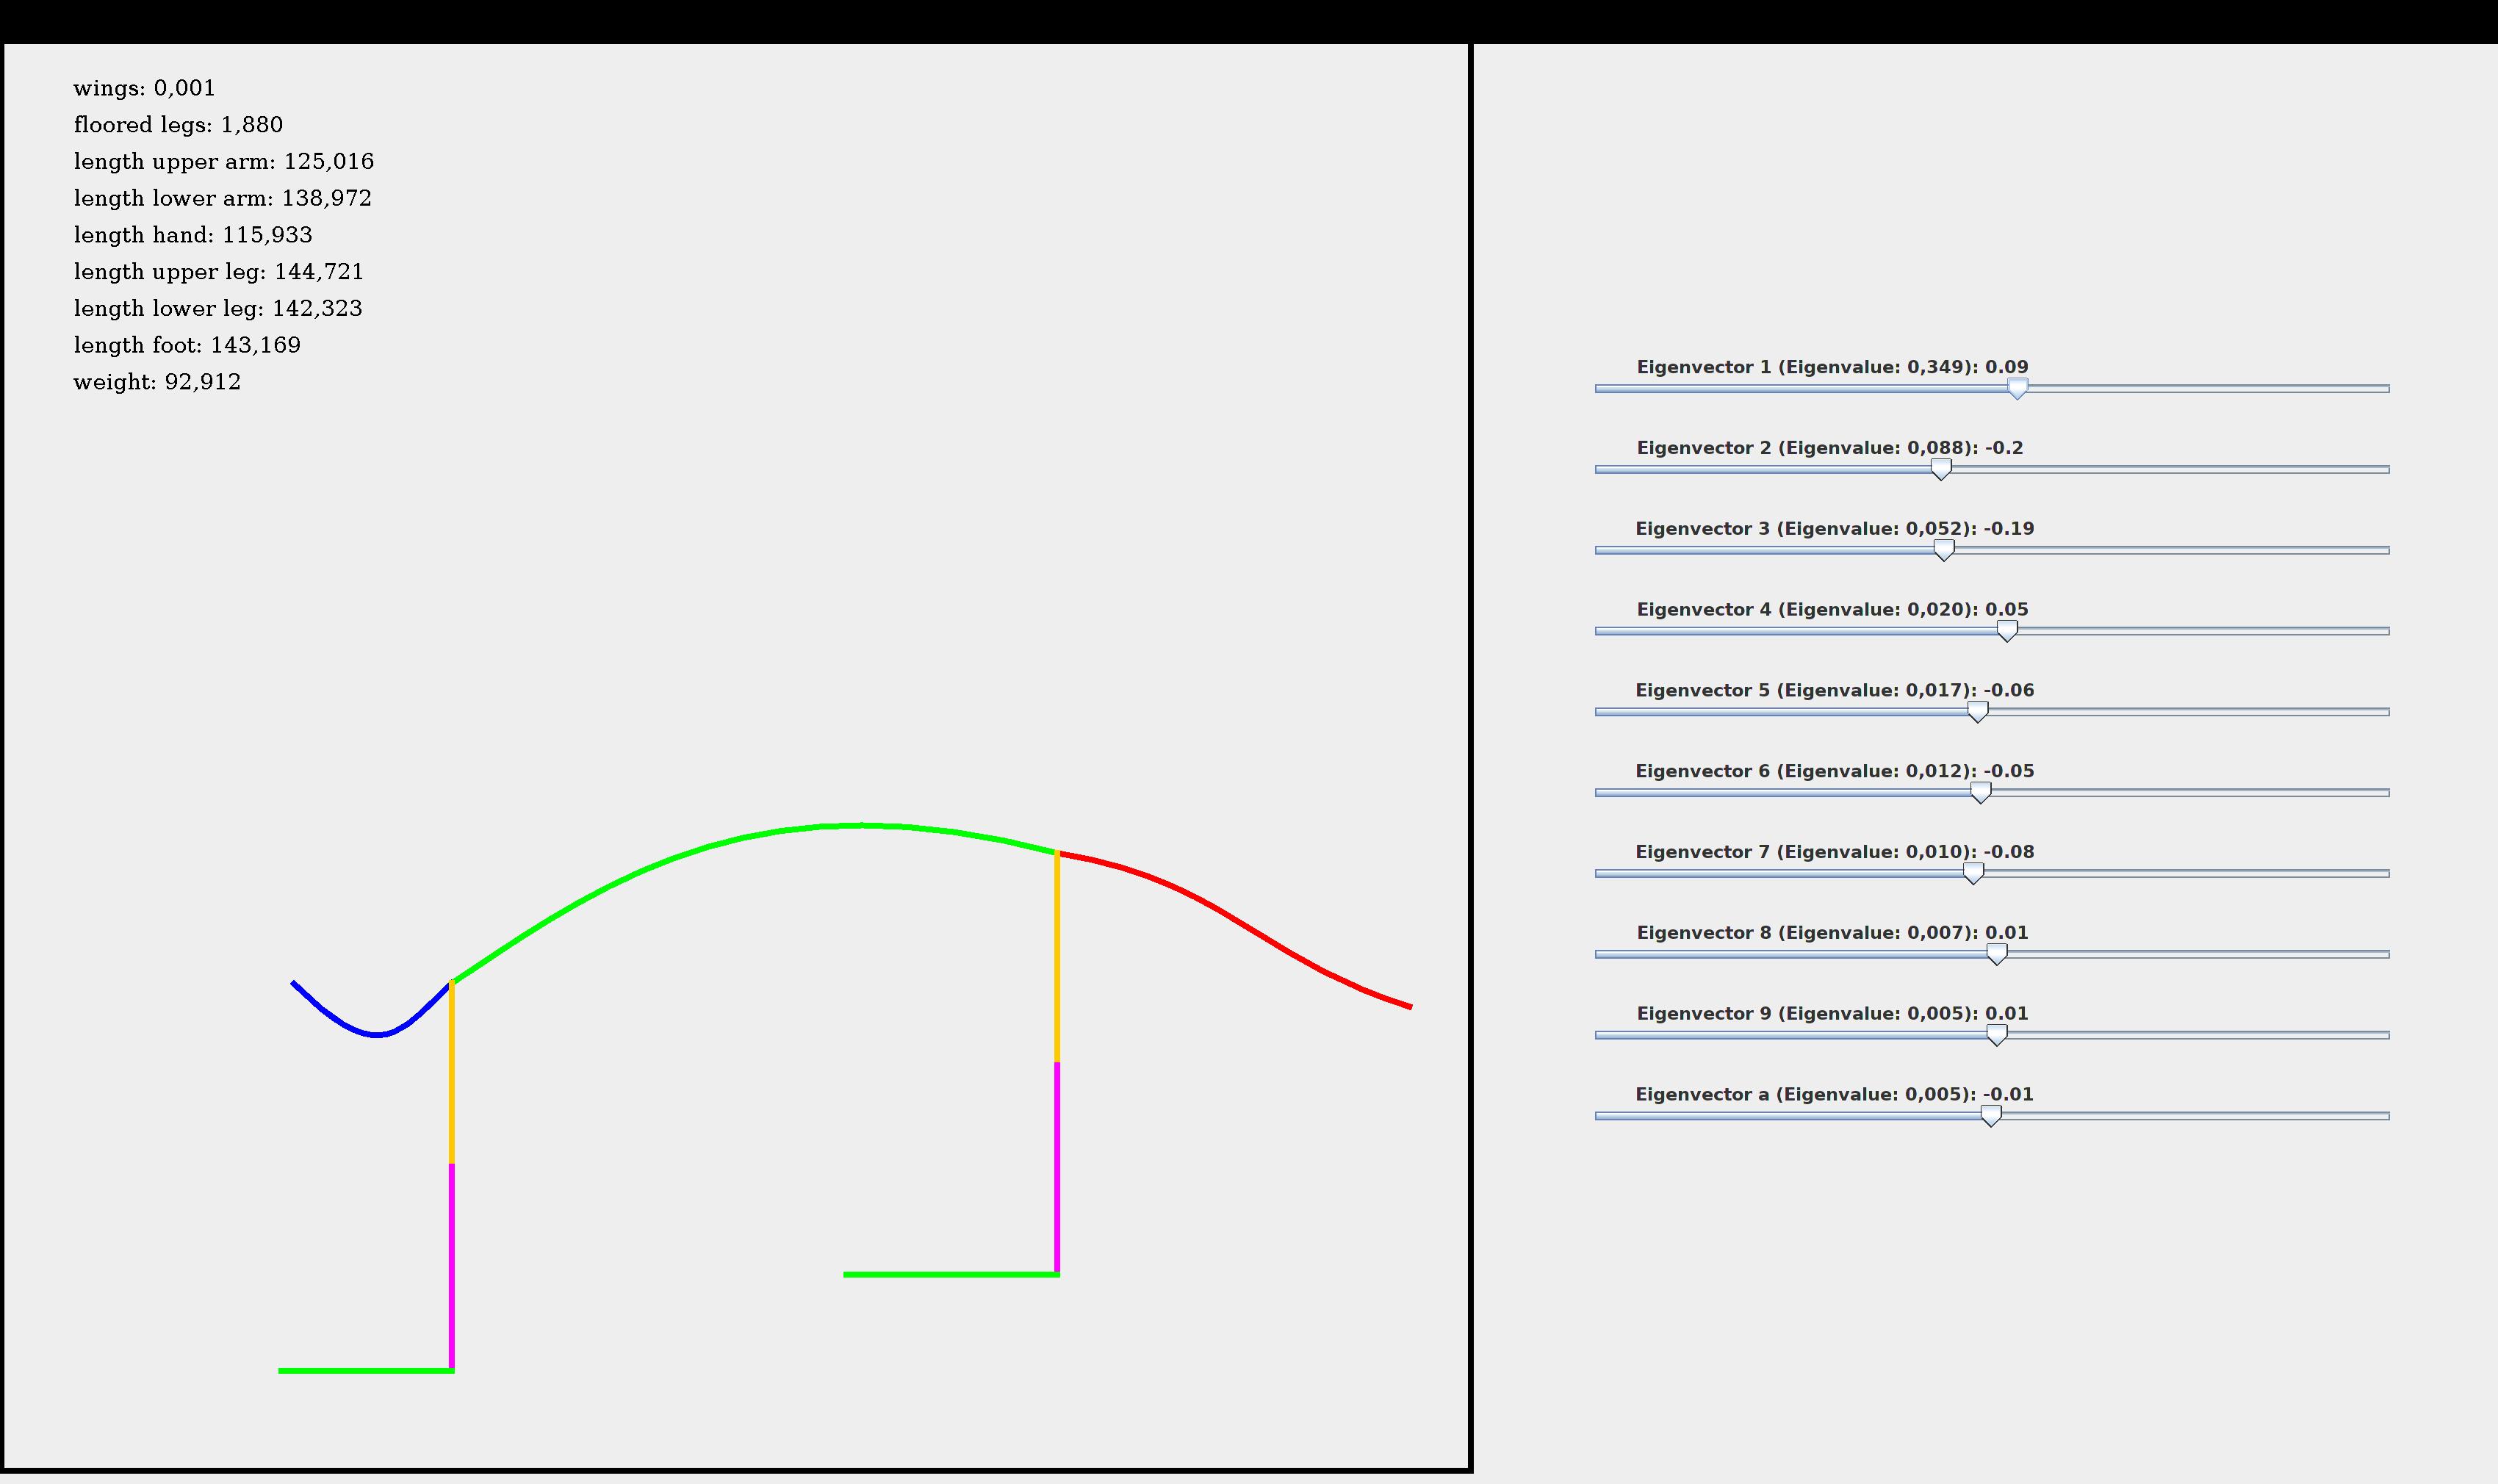 wings: 0,001
floored legs: 1,880
length upper arm: 125,016
length lower arm: 138,972
length hand: 115,933
length upper leg: 144,721
length lower leg: 142,323
length foot: 143,169
weight: 92,912
Eigenvector 1 (Eigenvalue: 0,349): 0.09
Eigenvector 2 (Eigenvalue: 0,088): -0.2
Eigenvector 3 (Eigenvalue: 0,052): -0.19
Eigenvector 4 (Eigenvalue: 0,020): 0.05
Eigenvector 5 (Eigenvalue: 0,017): -0.06
Eigenvector 6 (Eigenvalue: 0,012): -0.05
Eigenvector 7 (Eigenvalue: 0,010): -0.08
Eigenvector 8 (Eigenvalue: 0,007): 0.01
Eigenvector 9 (Eigenvalue: 0,005): 0.01
Eigenvector a (Eigenvalue: 0,005): -0.01